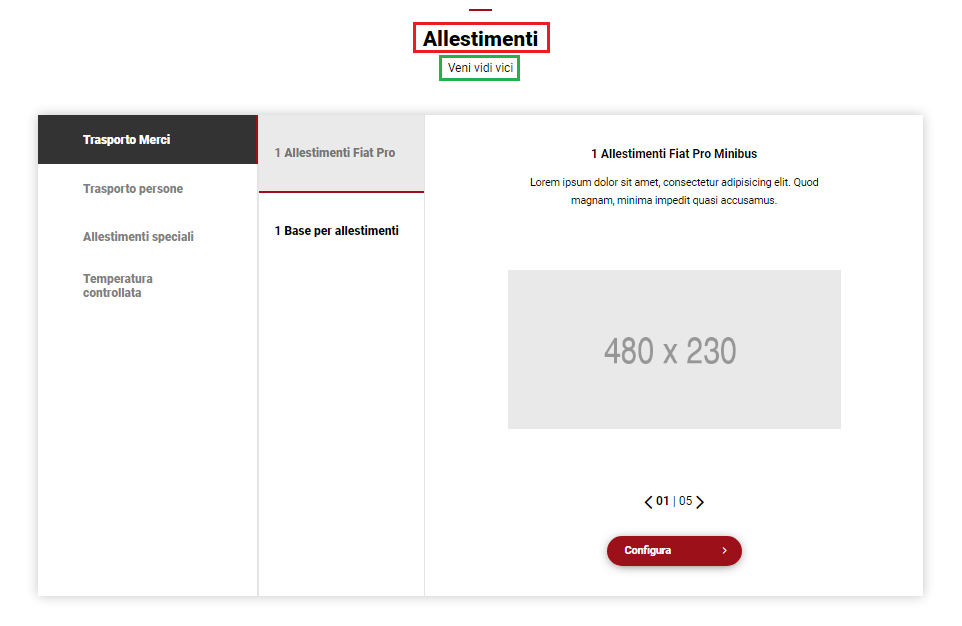 Allestimenti
Veni vidi vici
Trasporto Merci
Trasporto persone
Allestimenti speciali
Temperatura
controllata
1 Allestimenti Fiat Pro
1 Base per allestimenti
1 Allestimenti Fiat Pro Minibus
Lorem ipsum dolor sit amet, consectetur adipisicing elit. Quod
magnam, minima impedit quasi accusamus.
480 x 230
01 | 05
Configura